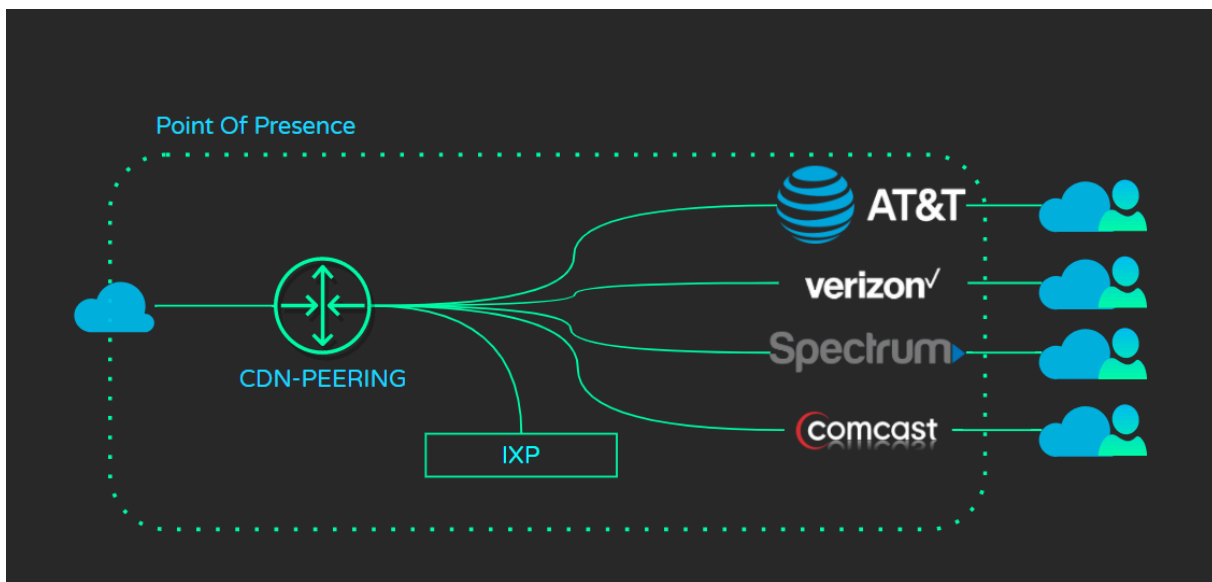 Point Of Presence
AT&T
verizon✓
Spectrum
CDN-PEERING
comcast
IXP